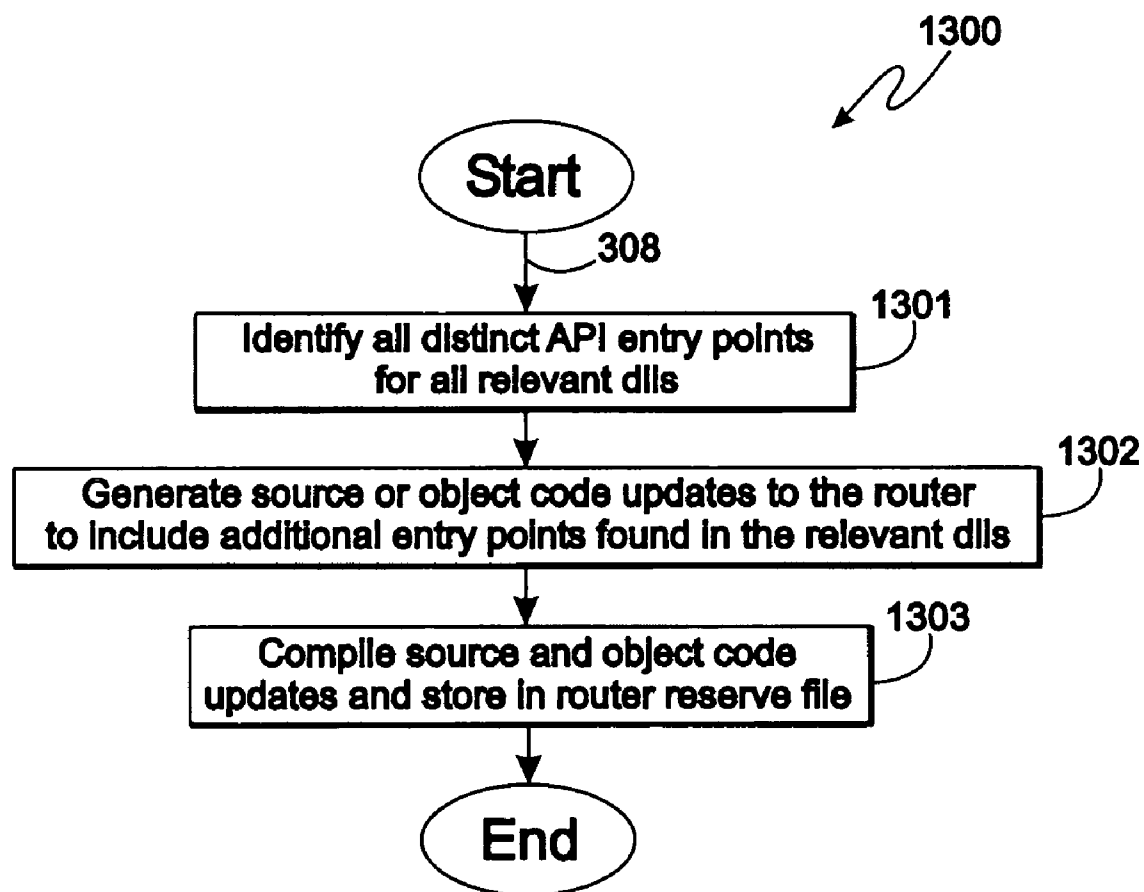 1300
Start
308
1301
Identify all distinct API entry points
for all relevant dlls
1302
Generate source or object code updates to the router
to include additional entry points found in the relevant dlls
1303
Compile source and object code
updates and store in router reserve file
End